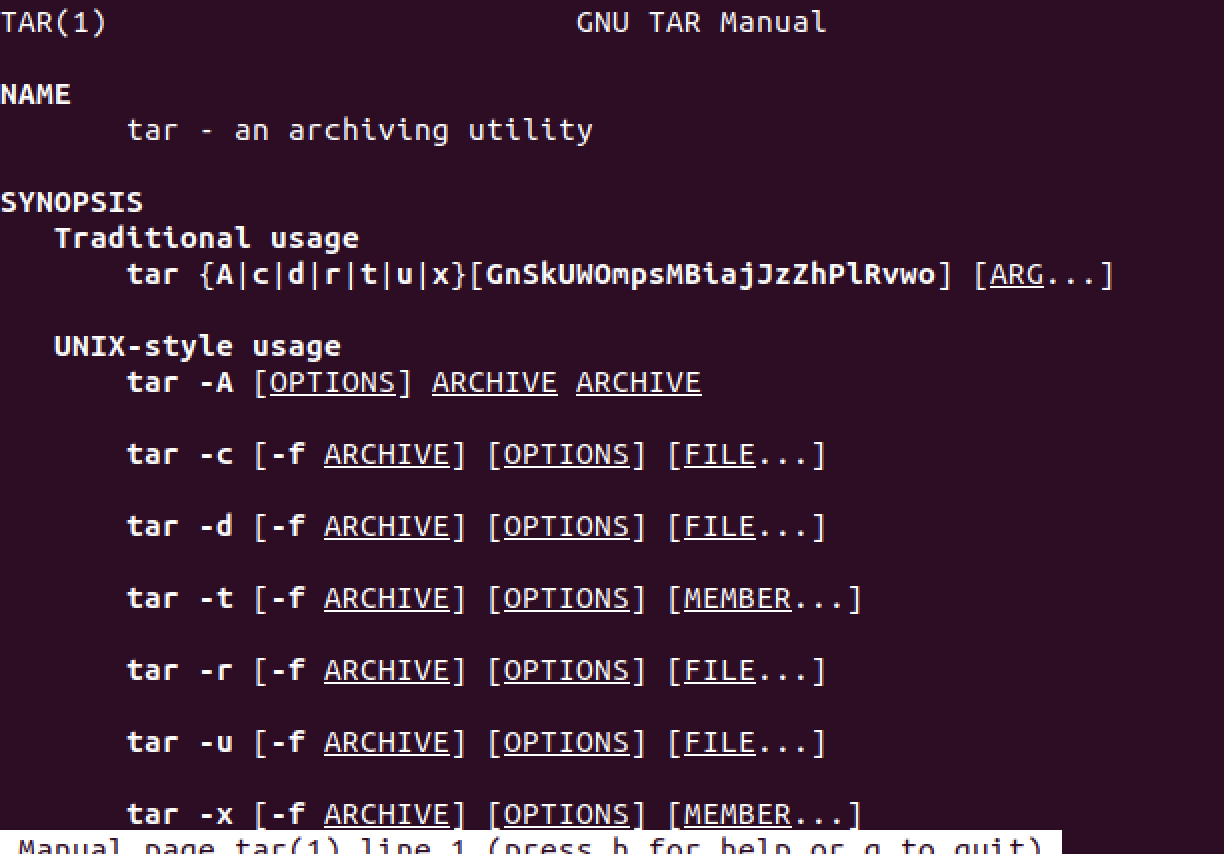 TAR(1) GNU TAR Manual
NAME
tar - an archiving utility
SYNOPSIS
Traditional usage
tar {A|c|d|r|t|u|x}[GnSkUWOmpsMBiajJzZhPlRvwo] [ARG...]
UNIX-style usage
tar -A [OPTIONS] ARCHIVE ARCHIVE
tar -c [-f ARCHIVE] [OPTIONS] [FILE...]
tar -d [-f ARCHIVE] [OPTIONS] [FILE...]
tar -t [-f ARCHIVE] [OPTIONS] [MEMBER...]
tar -r [-f ARCHIVE] [OPTIONS] [FILE...]
tar -u [-f ARCHIVE] [OPTIONS] [FILE...]
tar -x [-f ARCHIVE] [OPTIONS] [MEMBER...]
Manual page tar(1) line 1 (press h for help or q to quit)